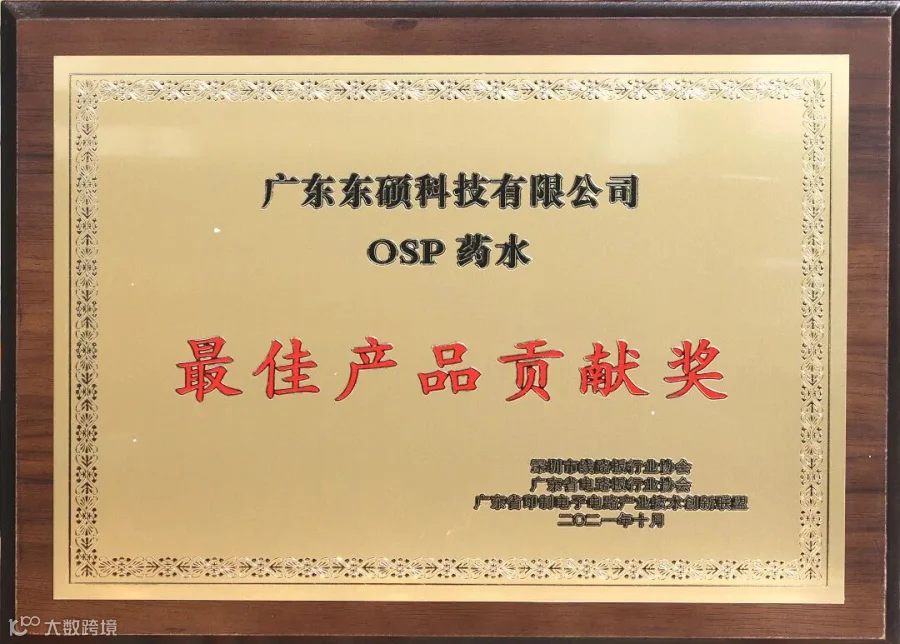 广东东硕科技有限公司
OSP 药水
最佳产品贡献奖
深圳市线路板行业协会
广东省电路板行业协会
广东省印制电子电路产业技术创新联盟
二〇二一年十月
大数跨境